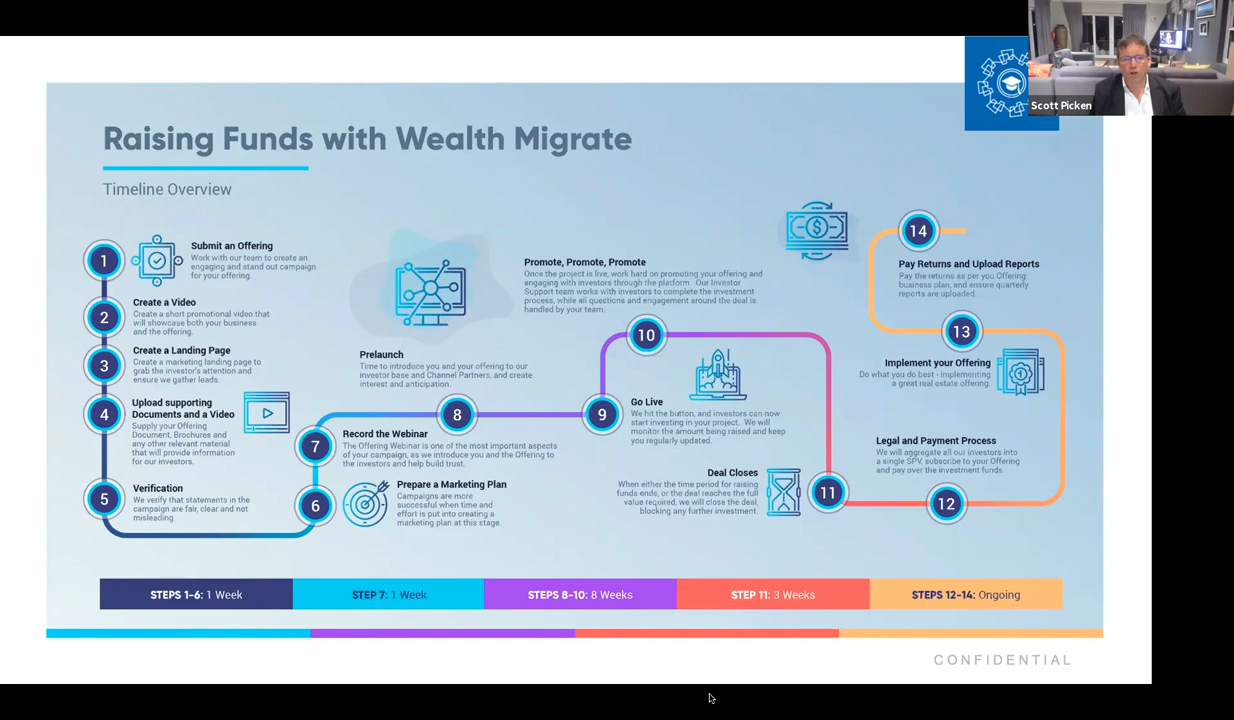 Scott Picken
Raising Funds with Wealth Migrate
Timeline Overview
1
Submit an Offering
Work with our team to create an
engaging and stand out campaign
for your offering.
2
Create a Video
Create a short promotional video that
will showcase both your business
and the offering.
3
Create a Landing Page
Create a marketing landing page to
grab the investor's attention and
ensure we gather leads.
4
Upload supporting
Documents and a Video
Supply your Offering
Document, Brochures and
any other relevant material
that will provide information
for our investors.
5
Verification
We verify that statements in the
campaign are fair, clear and not
misleading.
6
Prepare a Marketing Plan
Campaigns are more
successful when time and
effort is put into creating a
marketing plan at this stage.
7
Record the Webinar
The Offering Webinar is one of the most important aspects
of your campaign, as we introduce you and the Offering to
the investors and help build trust.
8
Prelaunch
Time to introduce you and your offering to our
investor base and Channel Partners, and create
interest and anticipation.
9
Go Live
We hit the button, and investors can now
start investing in your project. We will
monitor the amount being raised and keep
you regularly updated.
10
Promote, Promote, Promote
Once the project is live, work hard on promoting your offering and
engaging with investors through the platform. Our Investor
Support team works with investors to complete the investment
process, while all questions and engagement around the deal is
handled by your team.
11
Deal Closes
When either the time period for raising
funds ends, or the deal reaches the full
value required, we will close the deal,
blocking any further investment.
12
Legal and Payment Process
We will aggregate all our investors into
a single SPV, subscribe to your Offering
and pay over the investment funds.
13
Implement your Offering
Do what you do best - implementing
a great real estate offering.
14
Pay Returns and Upload Reports
Pay the returns as per you Offering
business plan, and ensure quarterly
reports are uploaded.
STEPS 1-6: 1 Week
STEP 7: 1 Week
STEPS 8-10: 8 Weeks
STEP 11: 3 Weeks
STEPS 12-14: Ongoing
CONFIDENTIAL